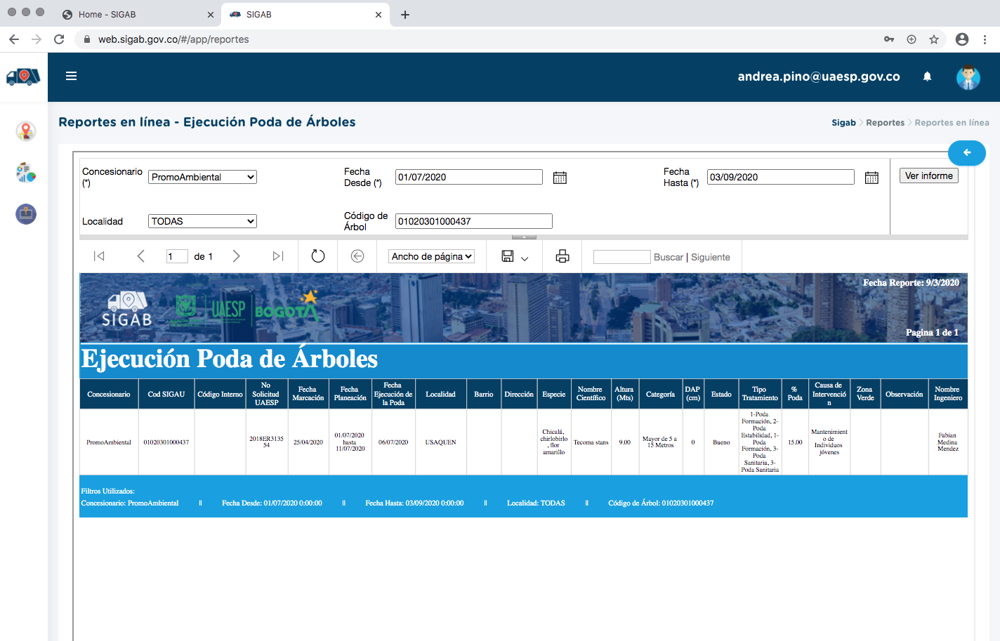 Home - SIGAB
SIGAB
web.sigab.gov.co/#/app/reportes
andrea.pino@uaesp.gov.co
Reportes en línea - Ejecución Poda de Árboles
Sigab > Reportes > Reportes en línea
Concesionario (*)
PromoAmbiental
Fecha Desde (*)
01/07/2020
Fecha Hasta (*)
03/09/2020
Ver informe
Localidad
TODAS
Código de Árbol
01020301000437
1 de 1
Ancho de página
Buscar | Siguiente
Fecha Reporte: 9/3/2020
SIGAB
UAESP
BOGOTÁ
Pagina 1 de 1
Ejecución Poda de Árboles
Concesionario
Cod SIGAU
Código Interno
No Solicitud UAESP
Fecha Marcación
Fecha Planeación
Fecha Ejecución de la Poda
Localidad
Barrio
Dirección
Especie
Nombre Científico
Altura (Mts)
Categoría
DAP (cm)
Estado
Tipo Tratamiento
% Poda
Causa de Intervención
Zona Verde
Observación
Nombre Ingeniero
PromoAmbiental
01020301000437
2018ER313554
25/04/2020
01/07/2020 hasta 11/07/2020
06/07/2020
USAQUEN
Chicalá, chirlobirlo, flor amarillo
Tecoma stans
9.00
Mayor de 5 a 15 Metros
0
Bueno
1-Poda Formación, 2-Poda Estabilidad, 1-Poda Formación, 3-Poda Sanitaria, 3-Poda Sanitaria
15.00
Mantenimiento de Individuos jóvenes
Fabian Medina Mendez
Filtros Utilizados:
Concesionario: PromoAmbiental || Fecha Desde: 01/07/2020 0:00:00 || Fecha Hasta: 03/09/2020 0:00:00 || Localidad: TODAS || Código de Árbol: 01020301000437